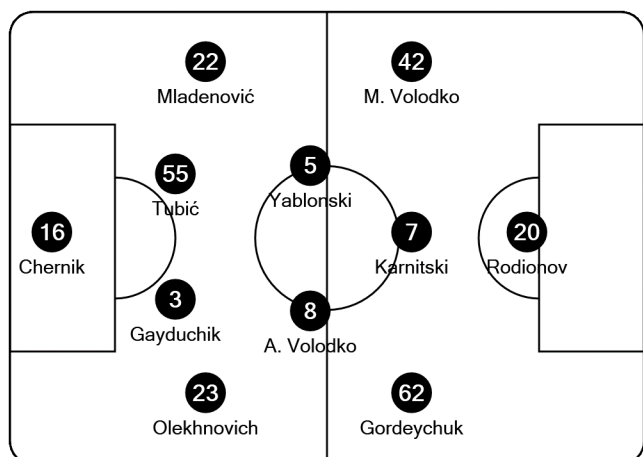 22
Mladenović
42
M. Volodko
55
Tubić
5
Yablonski
16
Chernik
7
Karnitski
20
Rodionov
3
Gayduchik
8
A. Volodko
23
Olekhnovich
62
Gordeychuk